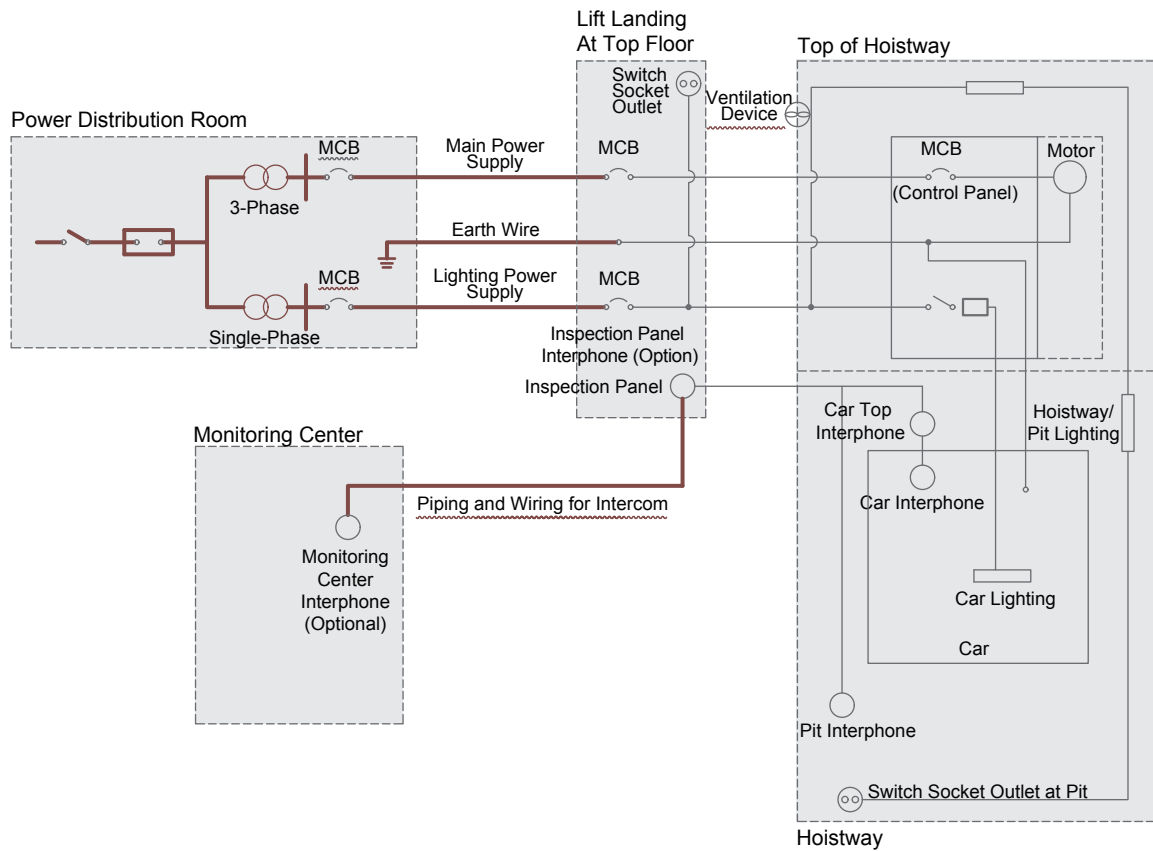 Lift Landing
At Top Floor
Top of Hoistway
Switch
Socket
Outlet
Ventilation
Device
Power Distribution Room
MCB
Main Power
Supply
MCB
MCB
Motor
3-Phase
(Control Panel)
Earth Wire
MCB
Lighting Power
Supply
MCB
Single-Phase
Inspection Panel
Interphone (Option)
Inspection Panel
Car Top
Interphone
Hoistway/
Pit Lighting
Monitoring Center
Car Interphone
Piping and Wiring for Intercom
Monitoring
Center
Interphone
(Optional)
Car Lighting
Car
Pit Interphone
Switch Socket Outlet at Pit
Hoistway